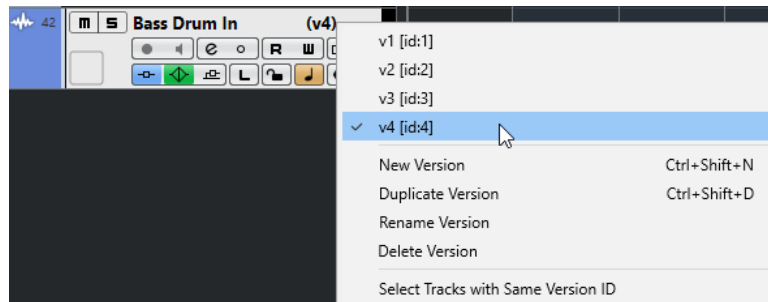 42 m S Bass Drum In (v4)
e R W
L
v1 [id:1]
v2 [id:2]
v3 [id:3]
v4 [id:4]
New Version Ctrl+Shift+N
Duplicate Version Ctrl+Shift+D
Rename Version
Delete Version
Select Tracks with Same Version ID